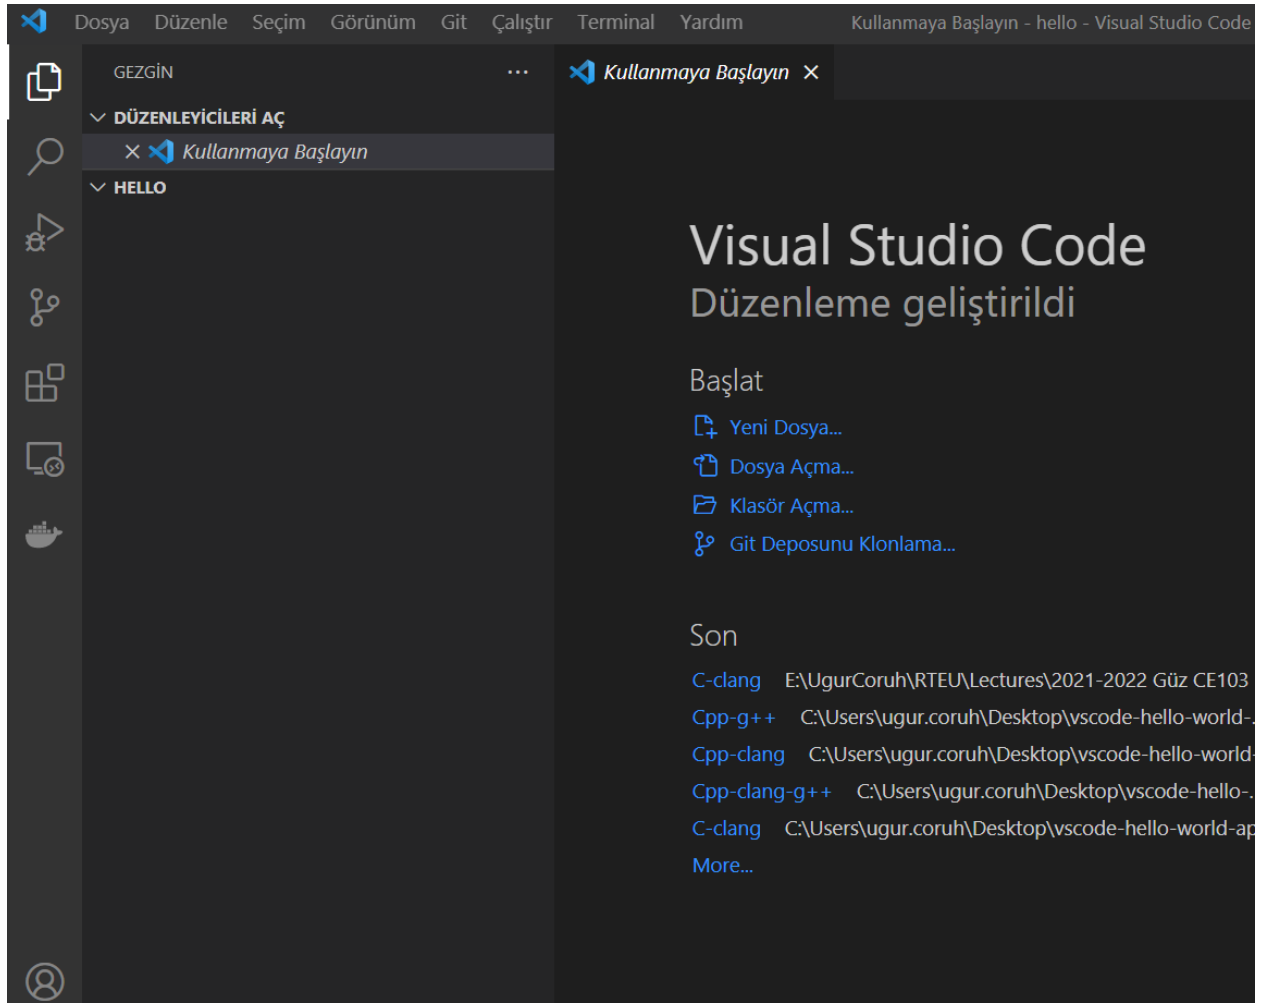 Dosya Düzenle Seçim Görünüm Git Çalıştır Terminal Yardım Kullanmaya Başlayın - hello - Visual Studio Code
GEZGİN
Kullanmaya Başlayın
DÜZENLEYİCİLERİ AÇ
Kullanmaya Başlayın
HELLO
Visual Studio Code
Düzenleme geliştirildi
Başlat
Yeni Dosya...
Dosya Açma...
Klasör Açma...
Git Deposunu Klonlama...
Son
C-clang E:\UgurCoruh\RTEU\Lectures\2021-2022 Güz CE103
Cpp-g++ C:\Users\ugur.coruh\Desktop\vscode-hello-world-...
Cpp-clang C:\Users\ugur.coruh\Desktop\vscode-hello-world-
Cpp-clang-g++ C:\Users\ugur.coruh\Desktop\vscode-hello-...
C-clang C:\Users\ugur.coruh\Desktop\vscode-hello-world-ap
More...